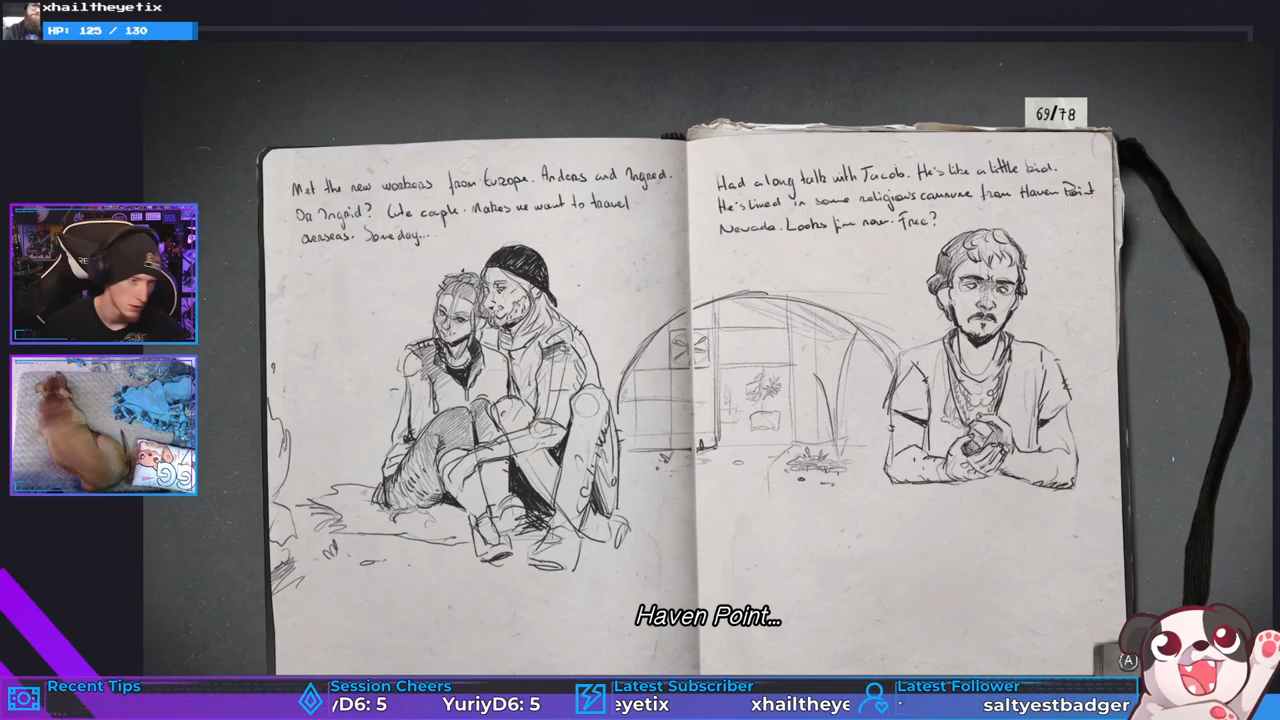 xhailtheyetix
HP: 125 / 130
69/78
Met the new workers from Europe. Anders and Ingred.
Or Ingrid? Cute couple. Makes me want to travel
overseas. Someday...
Had a long talk with Jacob. He's like a little bird.
He's lived in some religious commune from Haven Point
Nevada. Looks fine now. Free?
Haven Point...
(A)
Recent Tips
Session Cheers
/D6: 5 YuriyD6: 5
Latest Subscriber
:yetix xhailtheye
Latest Follower
saltyestbadger